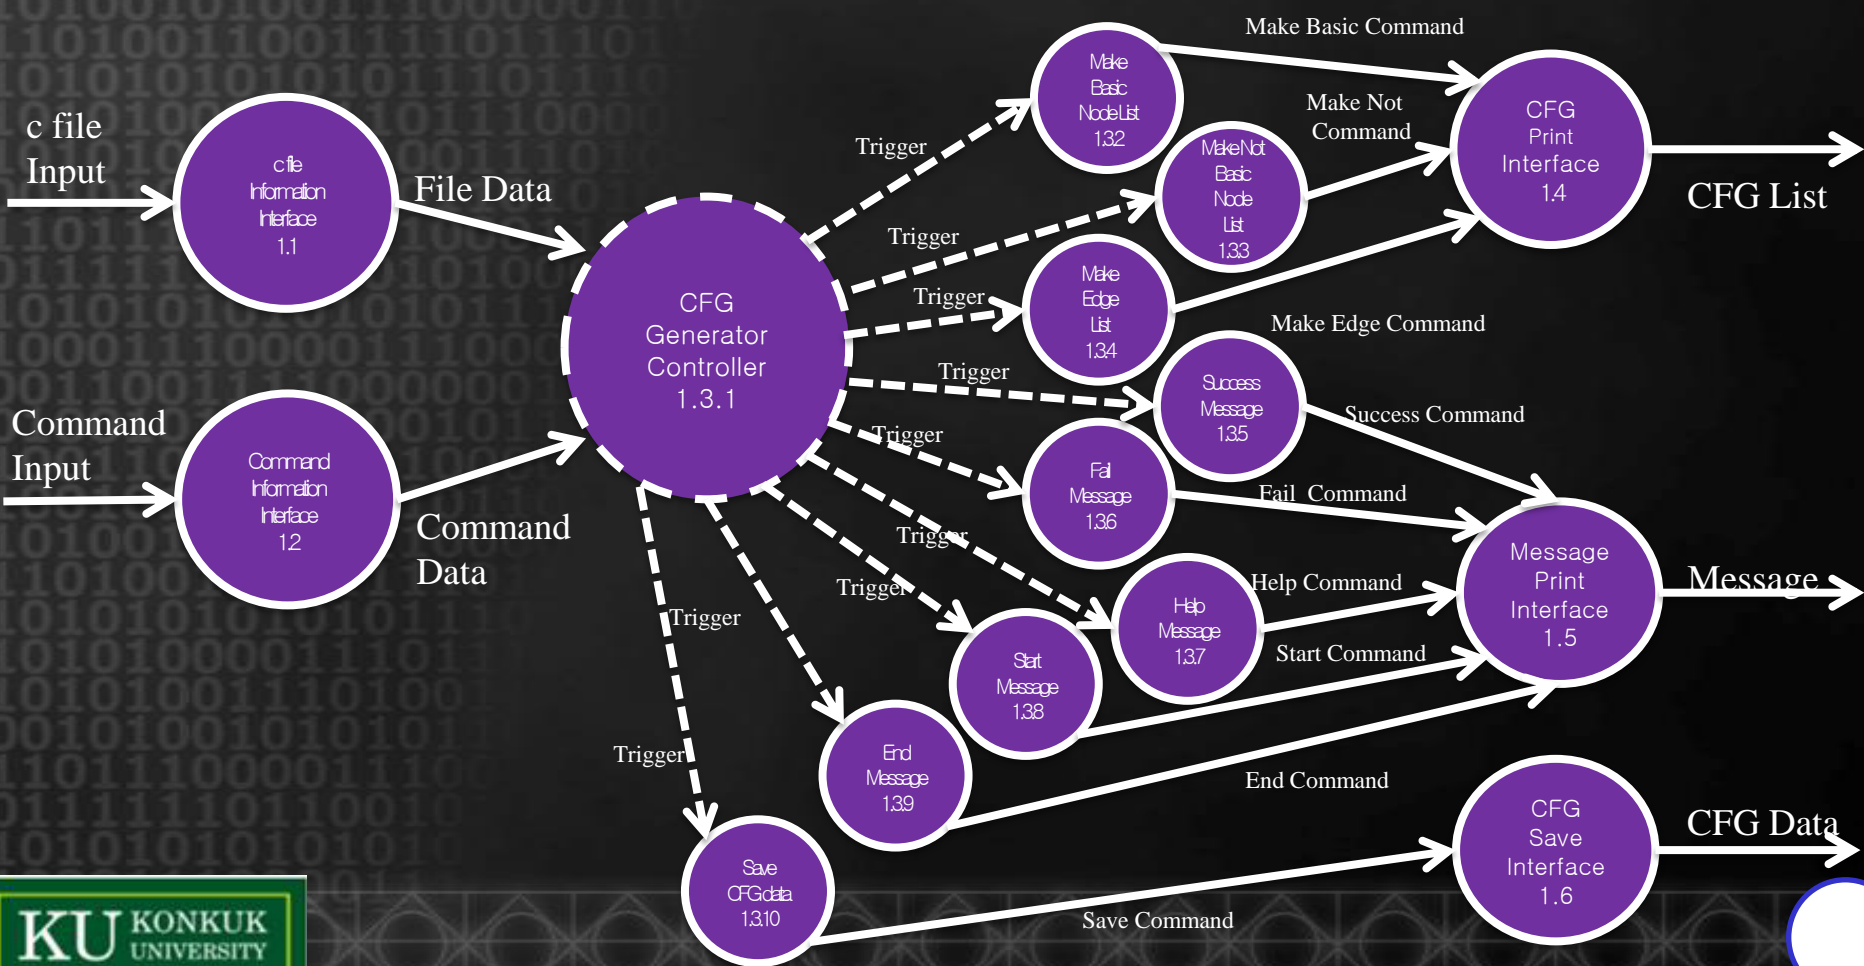 c file
Input
c file
Information
Interface
1.1
File Data
Command
Input
Command
Information
Interface
1.2
Command
Data
CFG
Generator
Controller
1.3.1
Trigger
Trigger
Trigger
Trigger
Trigger
Trigger
Trigger
Trigger
Trigger
Make
Basic
Node List
1.3.2
Make Not
Basic
Node
List
1.3.3
Make
Edge
List
1.3.4
Success
Message
1.3.5
Fail
Message
1.3.6
Help
Message
1.3.7
Start
Message
1.3.8
End
Message
1.3.9
Save
CFG data
1.3.10
Make Basic Command
Make Not
Command
Make Edge Command
Success Command
Fail Command
Help Command
Start Command
End Command
Save Command
CFG
Print
Interface
1.4
CFG List
Message
Print
Interface
1.5
Message
CFG
Save
Interface
1.6
CFG Data
KU KONKUK
UNIVERSITY